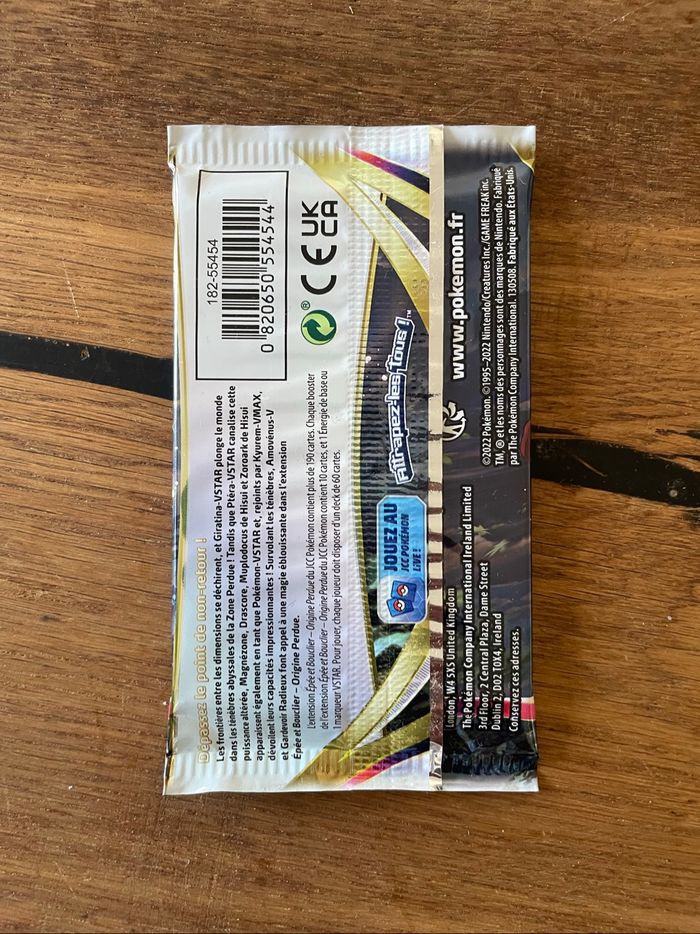 Dépassez le point de non-retour !
Les frontières entre les dimensions se déchirent, et Giratina-VSTAR plonge le monde
dans les ténèbres abyssales de la Zone Perdue ! Tandis que Ptéra-VSTAR canalise cette
puissance altérée, Magnézone, Drascore, Muplodocus de Hisui et Zoroark de Hisui
apparaissent également en tant que Pokémon-VSTAR et, rejoints par Kyurem-VMAX,
dévoilent leurs capacités impressionnantes ! Survolant les ténèbres, Amovénus-V
et Gardevoir Radieux font appel à une magie éblouissante dans l'extension
Épée et Bouclier – Origine Perdue.
L'extension Épée et Bouclier – Origine Perdue du JCC Pokémon contient plus de 190 cartes. Chaque booster
de l'extension Épée et Bouclier – Origine Perdue du JCC Pokémon contient 10 cartes, et 1 Énergie de base ou
1 marqueur VSTAR. Pour jouer, chaque joueur doit disposer d'un deck de 60 cartes.
182-55454
0 820650 554544
®
CE
UK
CA
JOUEZ AU
JCC POKÉMON
LIVE !
Attrapez-les Tous !™
London, W4 5XS United Kingdom
The Pokémon Company International Ireland Limited
3rd Floor, 2 Central Plaza, Dame Street
Dublin 2, D02 T0X4, Ireland
Conservez ces adresses.
www.pokemon.fr
©2022 Pokémon. ©1995–2022 Nintendo/Creatures Inc./GAME FREAK inc.
TM, ® et les noms des personnages sont des marques de Nintendo. Fabriqué
par The Pokémon Company International. 130508. Fabriqué aux États-Unis.